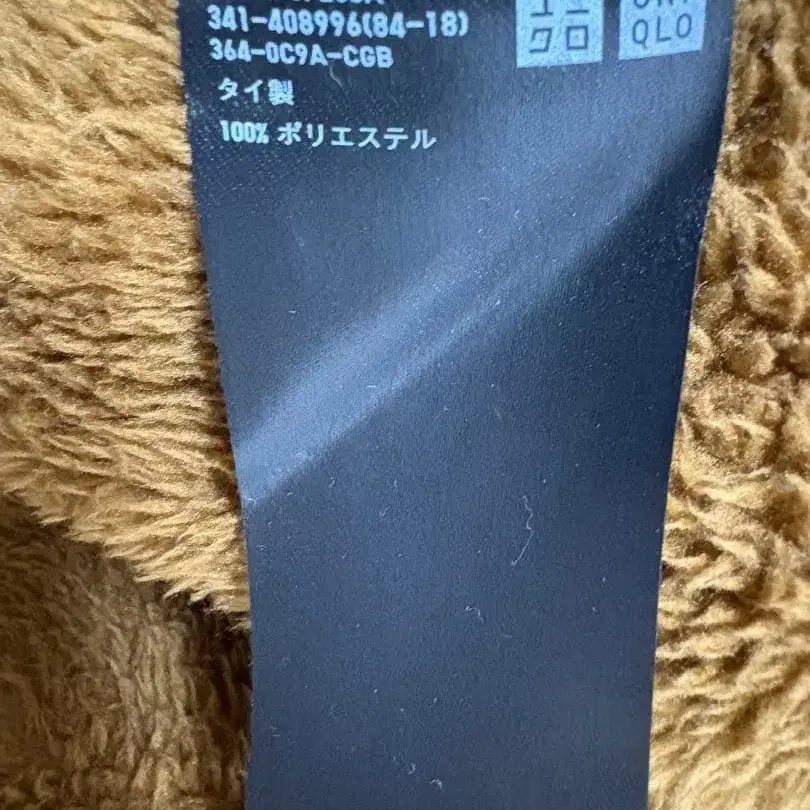 341-408996(84-18)
364-0C9A-CGB
タイ製
100% ポリエステル
ユニ
クロ
UNI
QLO